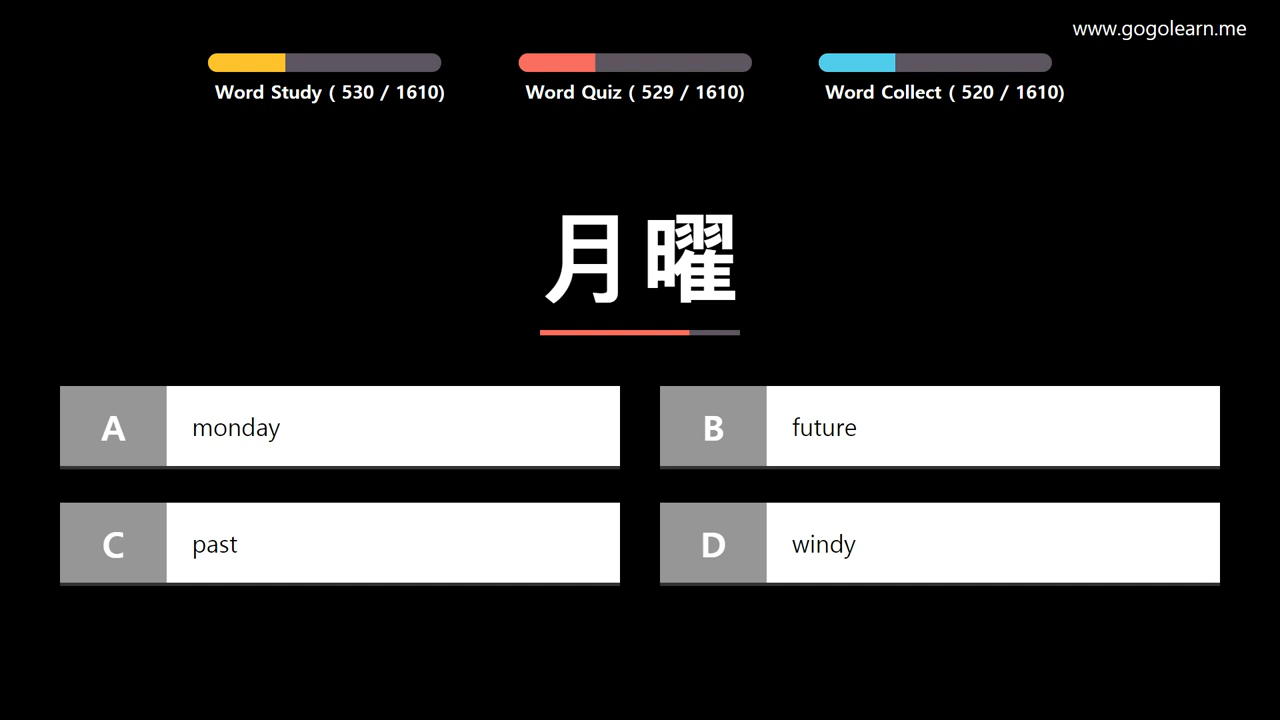 www.gogolearn.me
Word Study ( 530 / 1610)
Word Quiz ( 529 / 1610)
Word Collect ( 520 / 1610)
月曜
A monday
B future
C past
D windy